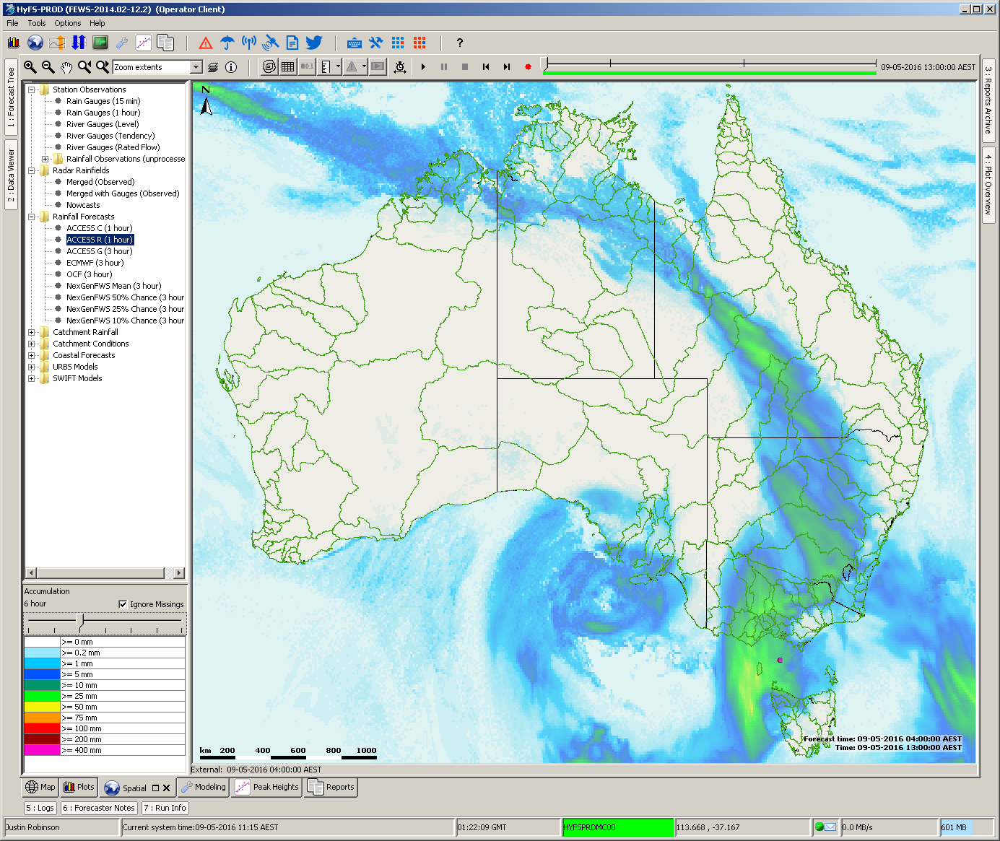 HyFS-PROD (FEWS-2014.02-12.2) (Operator Client)
File Tools Options Help
?
Zoom extents
0.1
09-05-2016 13:00:00 AEST
1 : Forecast Tree
2 : Data Viewer
3 : Reports Archive
4 : Plot Overview
Station Observations
Rain Gauges (15 min)
Rain Gauges (1 hour)
River Gauges (Level)
River Gauges (Tendency)
River Gauges (Rated Flow)
Rainfall Observations (unprocesse
Radar Rainfields
Merged (Observed)
Merged with Gauges (Observed)
Nowcasts
Rainfall Forecasts
ACCESS C (1 hour)
ACCESS R (1 hour)
ACCESS G (3 hour)
ECMWF (3 hour)
OCF (3 hour)
NexGenFWS Mean (3 hour)
NexGenFWS 50% Chance (3 hour
NexGenFWS 25% Chance (3 hour
NexGenFWS 10% Chance (3 hour
Catchment Rainfall
Catchment Conditions
Coastal Forecasts
URBS Models
SWIFT Models
Accumulation
6 hour
Ignore Missings
>= 0 mm
>= 0.2 mm
>= 1 mm
>= 5 mm
>= 10 mm
>= 25 mm
>= 50 mm
>= 75 mm
>= 100 mm
>= 200 mm
>= 400 mm
N
km 200 400 600 800 1000
Forecast time: 09-05-2016 04:00:00 AEST
Time: 09-05-2016 13:00:00 AEST
External: 09-05-2016 04:00:00 AEST
Map Plots Spatial Modeling Peak Heights Reports
5 : Logs 6 : Forecaster Notes 7 : Run Info
Justin Robinson Current system time:09-05-2016 11:15 AEST 01:22:09 GMT HYFSPRDMC00 113.668 , -37.167 0.0 MB/s 601 MB